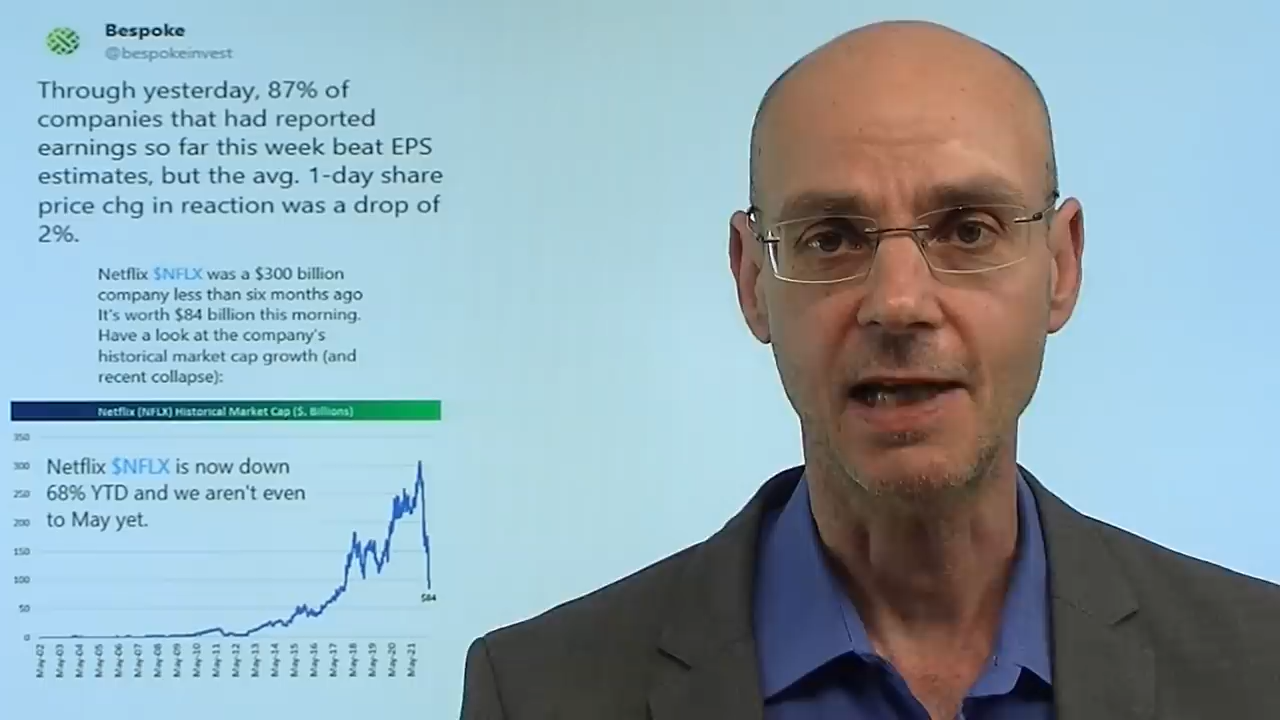 Bespoke
@bespokeinvest
Through yesterday, 87% of
companies that had reported
earnings so far this week beat EPS
estimates, but the avg. 1-day share
price chg in reaction was a drop of
2%.
Netflix $NFLX was a $300 billion
company less than six months ago
It's worth $84 billion this morning.
Have a look at the company's
historical market cap growth (and
recent collapse):
Netflix (NFLX) Historical Market Cap ($, Billions)
350
300
250
200
150
100
50
0
Netflix $NFLX is now down
68% YTD and we aren't even
to May yet.
$84
May-02
May-03
May-04
May-05
May-06
May-07
May-08
May-09
May-10
May-11
May-12
May-13
May-14
May-15
May-16
May-17
May-18
May-19
May-20
May-21